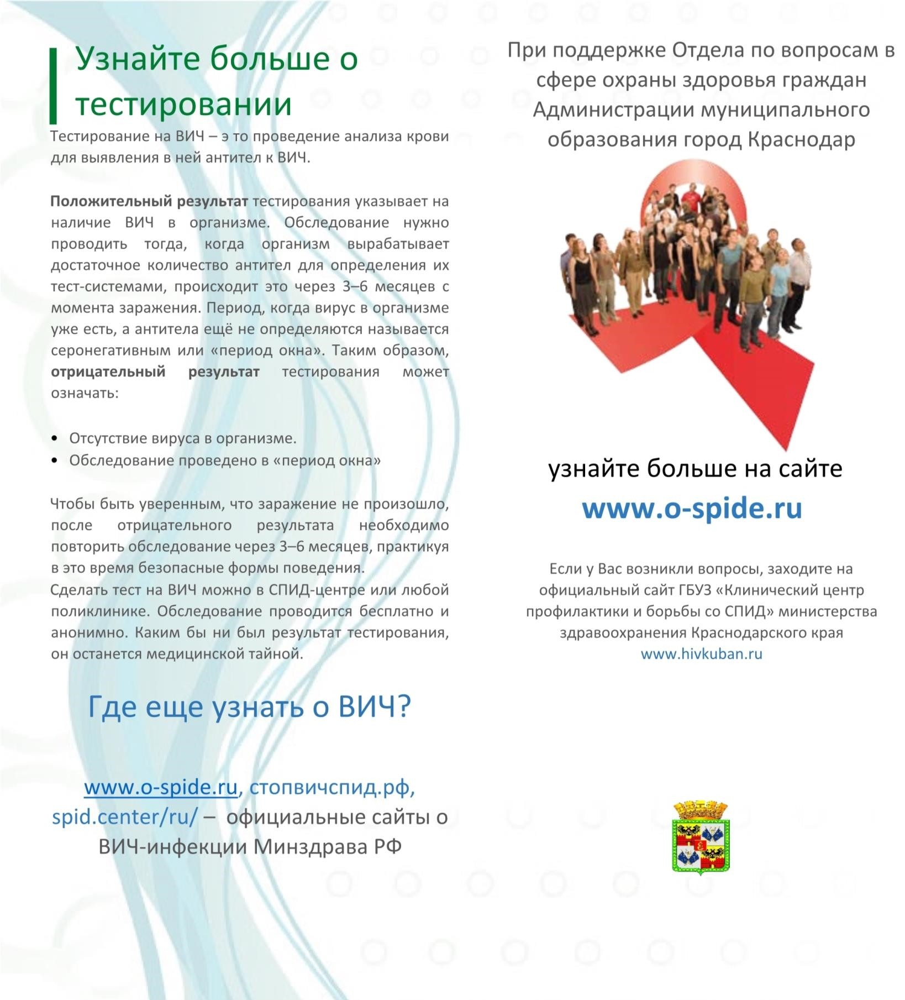 Узнайте больше о
тестировании
Тестирование на ВИЧ – э то проведение анализа крови
для выявления в ней антител к ВИЧ.
Положительный результат тестирования указывает на
наличие ВИЧ в организме. Обследование нужно
проводить тогда, когда организм вырабатывает
достаточное количество антител для определения их
тест-системами, происходит это через 3–6 месяцев с
момента заражения. Период, когда вирус в организме
уже есть, а антитела ещё не определяются называется
серонегативным или «период окна». Таким образом,
отрицательный результат тестирования может
означать:
• Отсутствие вируса в организме.
• Обследование проведено в «период окна»
Чтобы быть уверенным, что заражение не произошло,
после отрицательного результата необходимо
повторить обследование через 3–6 месяцев, практикуя
в это время безопасные формы поведения.
Сделать тест на ВИЧ можно в СПИД-центре или любой
поликлинике. Обследование проводится бесплатно и
анонимно. Каким бы ни был результат тестирования,
он останется медицинской тайной.
Где еще узнать о ВИЧ?
www.o-spide.ru, стопвичспид.рф,
spid.center/ru/ – официальные сайты о
ВИЧ-инфекции Минздрава РФ
При поддержке Отдела по вопросам в
сфере охраны здоровья граждан
Администрации муниципального
образования город Краснодар
узнайте больше на сайте
www.o-spide.ru
Если у Вас возникли вопросы, заходите на
официальный сайт ГБУЗ «Клинический центр
профилактики и борьбы со СПИД» министерства
здравоохранения Краснодарского края
www.hivkuban.ru